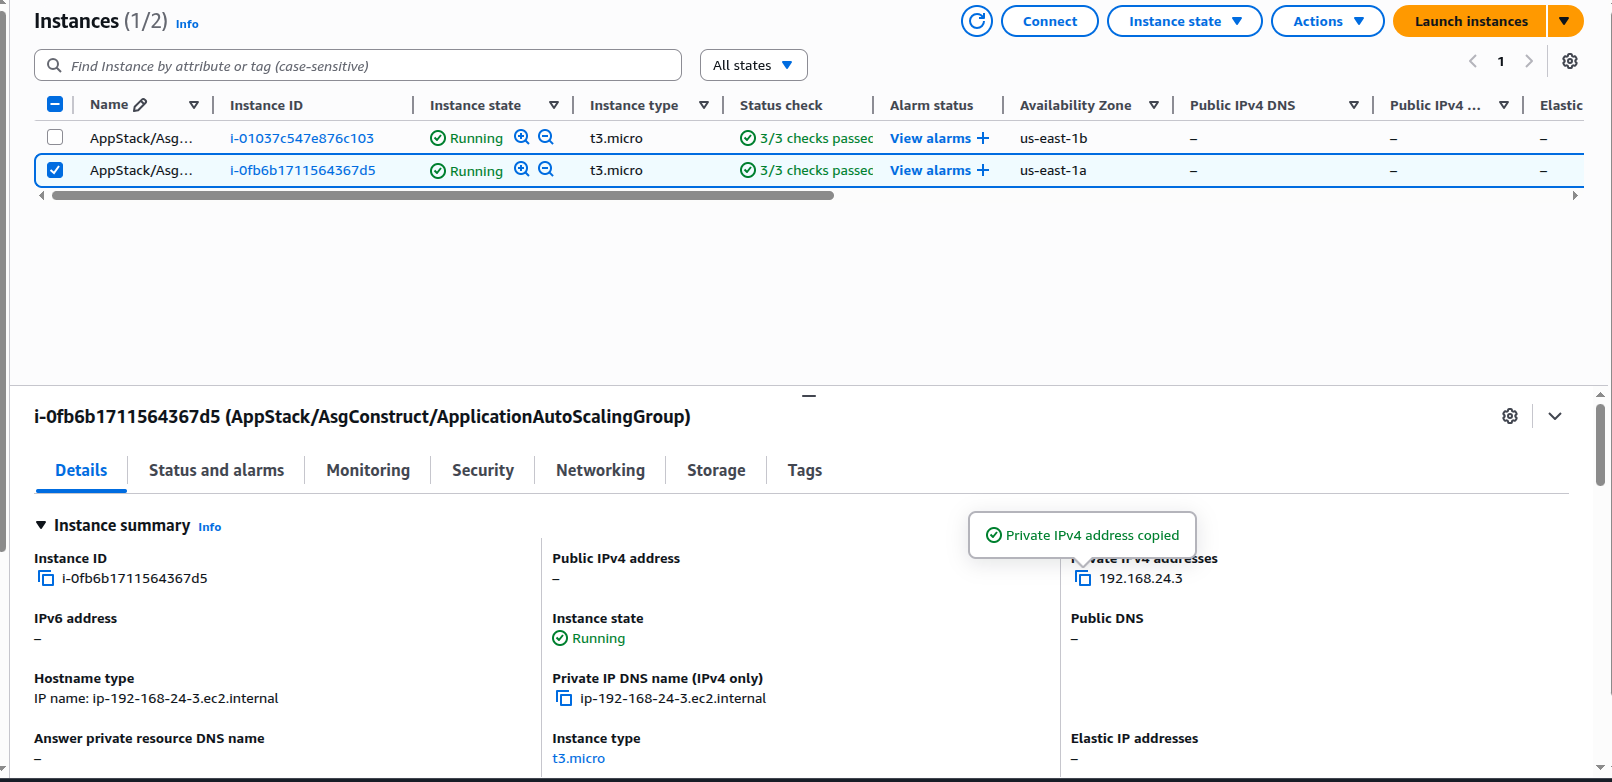 Instances (1/2) Info Connect Instance state Actions Launch instances
Find Instance by attribute or tag (case-sensitive) All states 1
Name Instance ID Instance state Instance type Status check Alarm status Availability Zone Public IPv4 DNS Public IPv4 ... Elastic
AppStack/Asg... i-01037c547e876c103 Running t3.micro 3/3 checks passed View alarms + us-east-1b – – –
AppStack/Asg... i-0fb6b1711564367d5 Running t3.micro 3/3 checks passed View alarms + us-east-1a – – –
i-0fb6b1711564367d5 (AppStack/AsgConstruct/ApplicationAutoScalingGroup)
Details Status and alarms Monitoring Security Networking Storage Tags
Instance summary Info
Private IPv4 address copied
Instance ID Public IPv4 address Private IPv4 addresses
i-0fb6b1711564367d5 – 192.168.24.3
IPv6 address Instance state Public DNS
– Running –
Hostname type Private IP DNS name (IPv4 only)
IP name: ip-192-168-24-3.ec2.internal ip-192-168-24-3.ec2.internal
Answer private resource DNS name Instance type Elastic IP addresses
– t3.micro –